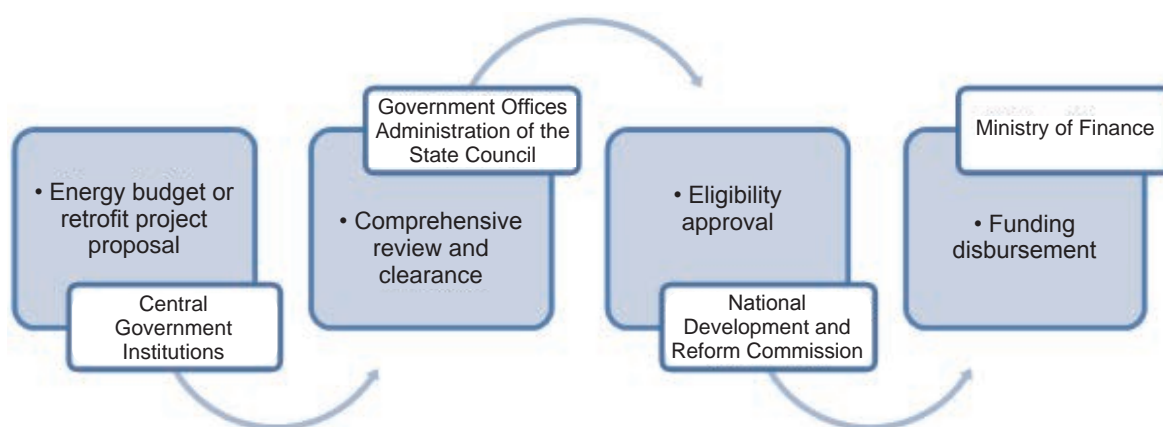 • Energy budget or
retrofit project
proposal
Central
Government
Institutions
Government Offices
Administration of the
State Council
• Comprehensive
review and
clearance
• Eligibility
approval
National
Development and
Reform Commission
Ministry of Finance
• Funding
disbursement